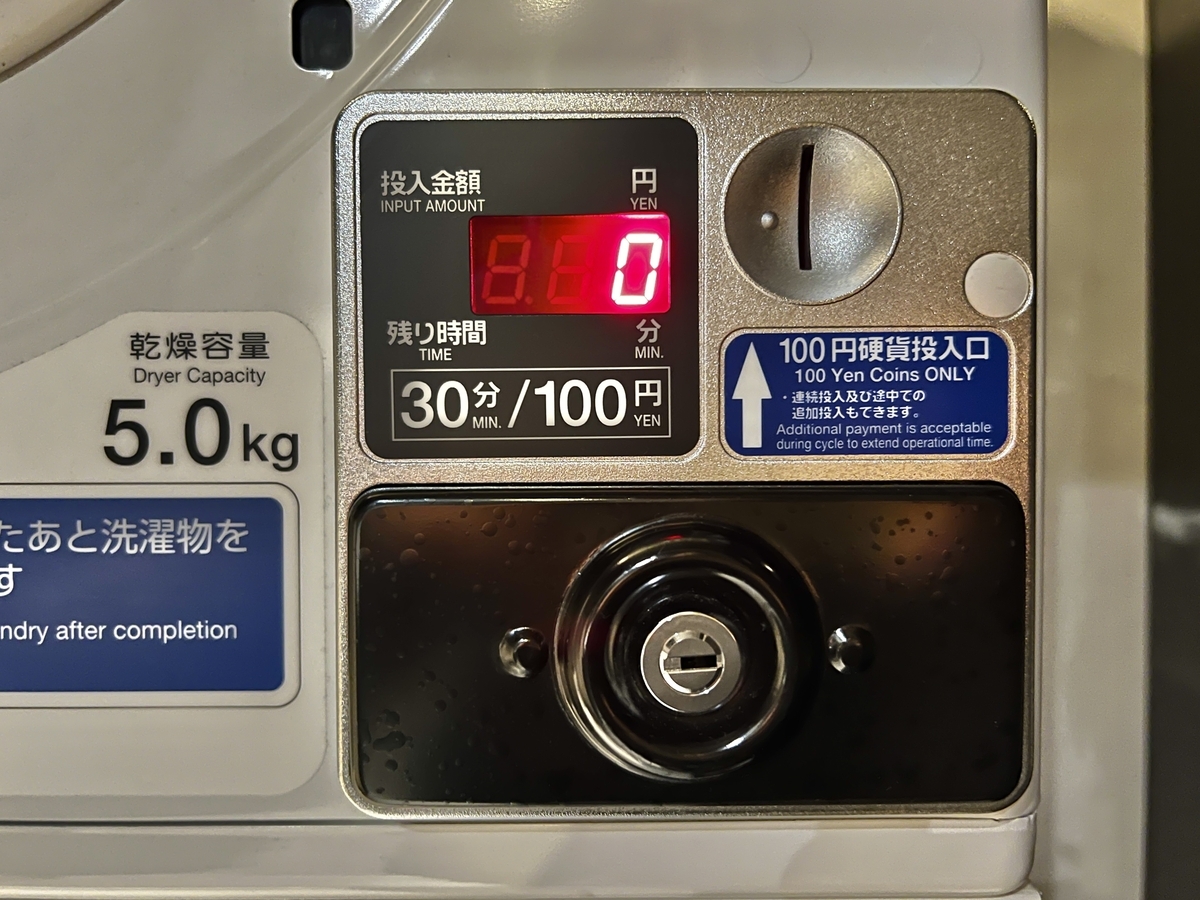 投入金額 円
INPUT AMOUNT YEN
0
残り時間 分
TIME MIN.
30分 MIN. / 100円 YEN
100円硬貨投入口
100 Yen Coins ONLY
・連続投入及び途中での
追加投入もできます。
Additional payment is acceptable
during cycle to extend operational time.
乾燥容量
Dryer Capacity
5.0kg
たあと洗濯物を
す
ndry after completion